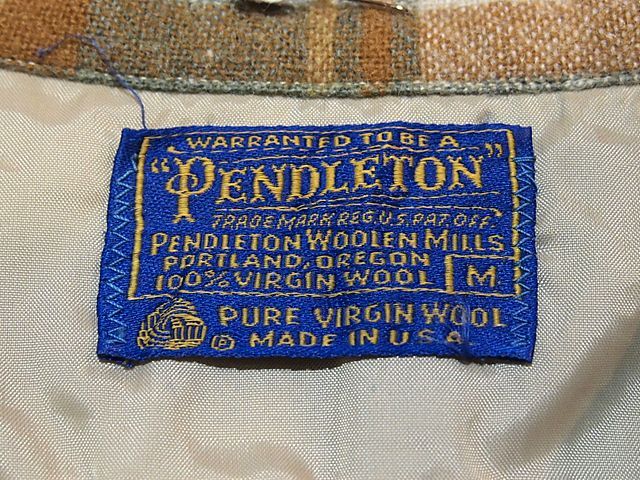 WARRANTED TO BE A
"PENDLETON"
TRADE MARK REG. U.S. PAT. OFF.
PENDLETON WOOLEN MILLS
PORTLAND, OREGON
100% VIRGIN WOOL M
PURE VIRGIN WOOL
℗ MADE IN U.S.A.